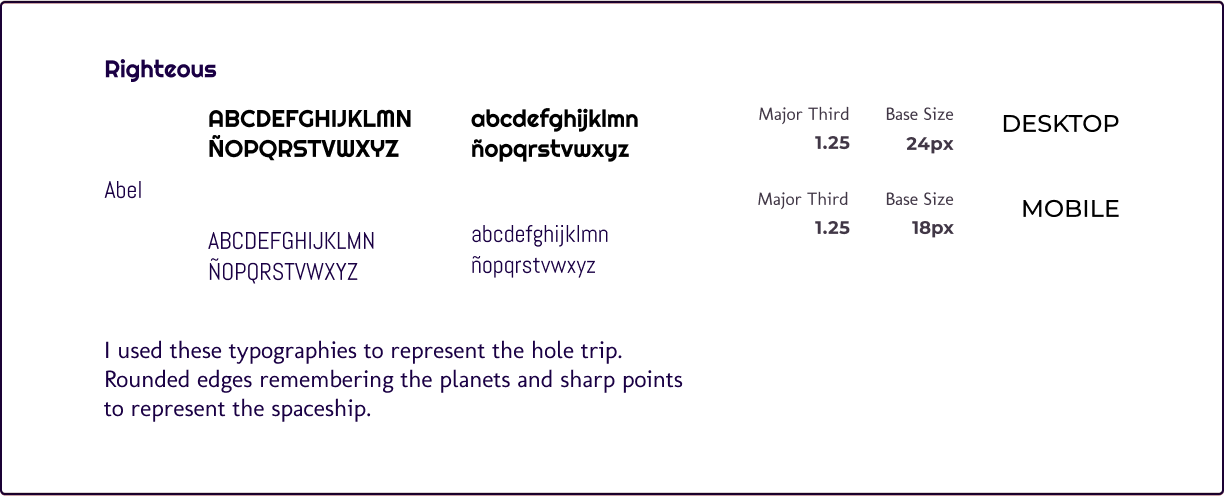 Righteous
ABCDEFGHIJKLMN
ÑOPQRSTVWXYZ
abcdefghijklmn
ñopqrstvwxyz
Abel
ABCDEFGHIJKLMN
ÑOPQRSTVWXYZ
abcdefghijklmn
ñopqrstvwxyz
Major Third
1.25
Base Size
24px
DESKTOP
Major Third
1.25
Base Size
18px
MOBILE
I used these typographies to represent the hole trip.
Rounded edges remembering the planets and sharp points
to represent the spaceship.